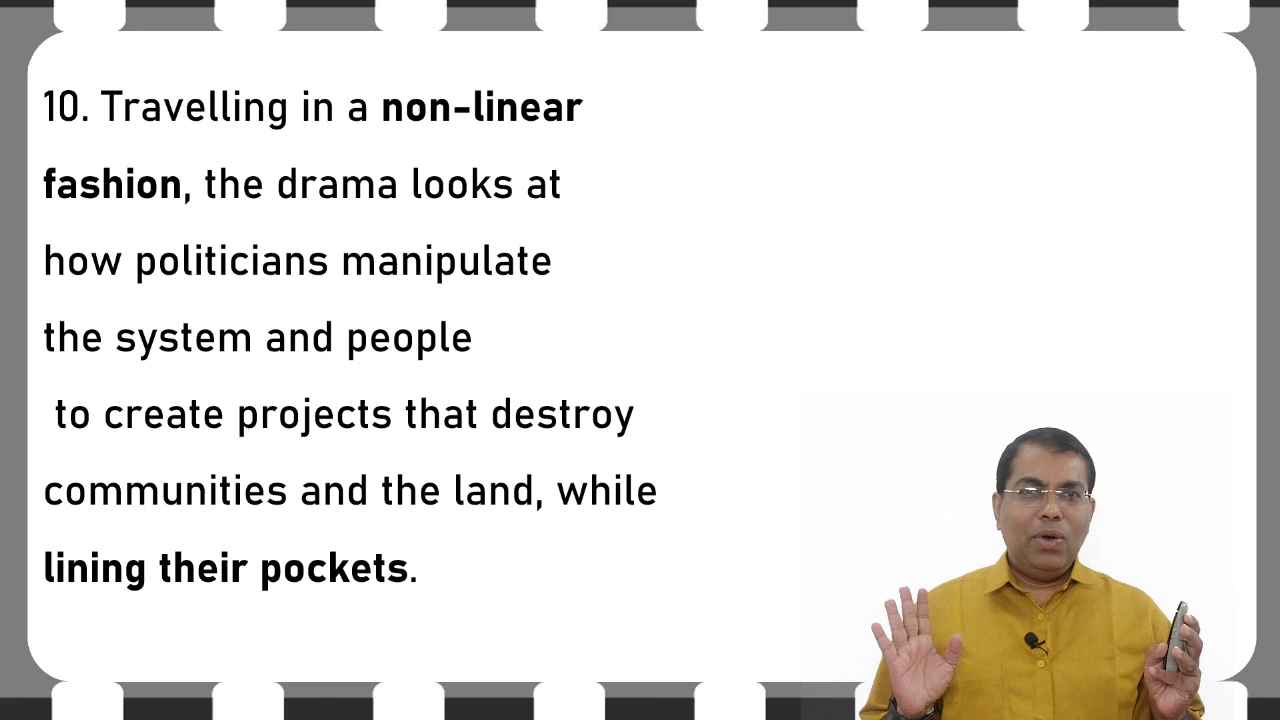 10. Travelling in a non-linear
fashion, the drama looks at
how politicians manipulate
the system and people
to create projects that destroy
communities and the land, while
lining their pockets.